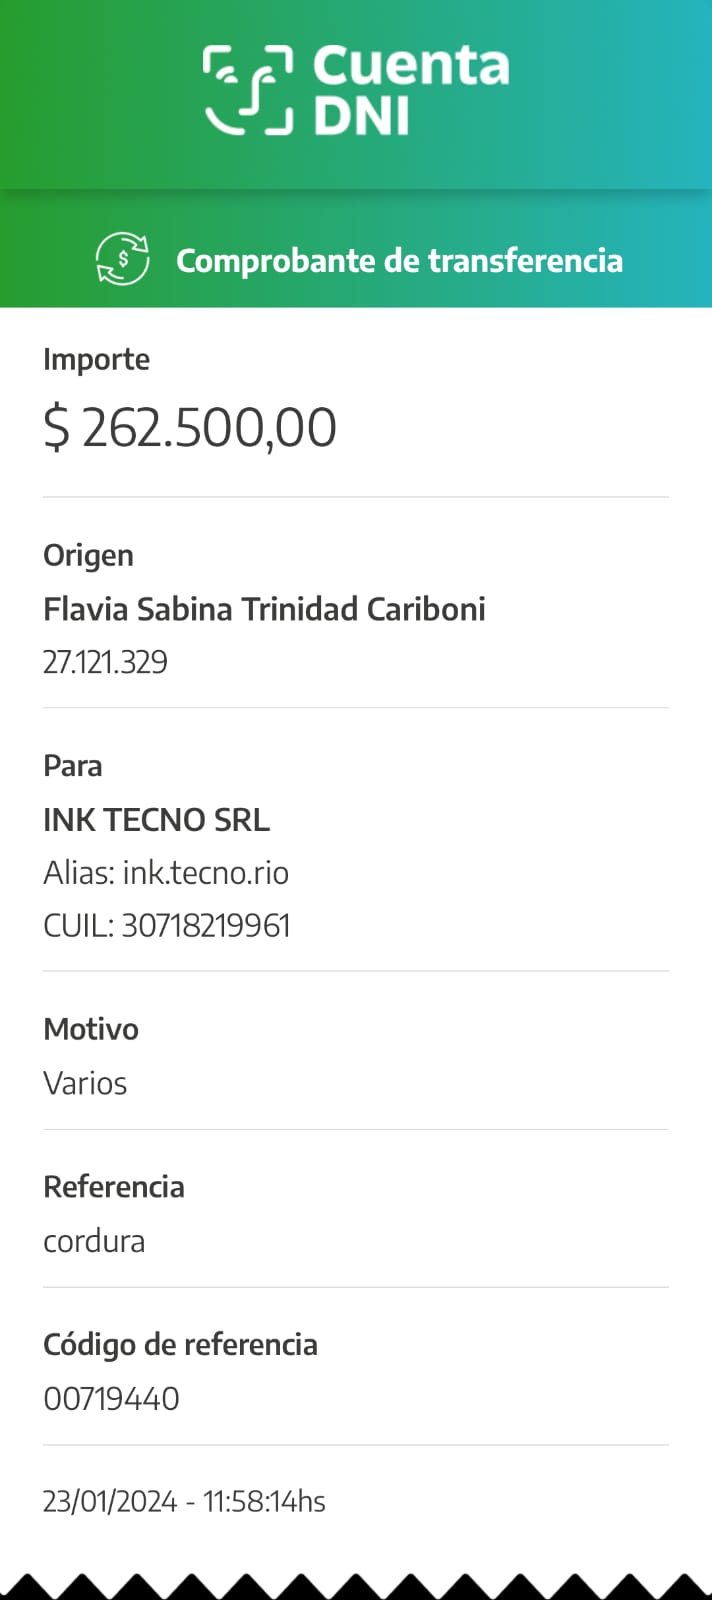 Cuenta
DNI
Comprobante de transferencia
Importe
$ 262.500,00
Origen
Flavia Sabina Trinidad Cariboni
27.121.329
Para
INK TECNO SRL
Alias: ink.tecno.rio
CUIL: 30718219961
Motivo
Varios
Referencia
cordura
Código de referencia
00719440
23/01/2024 - 11:58:14hs